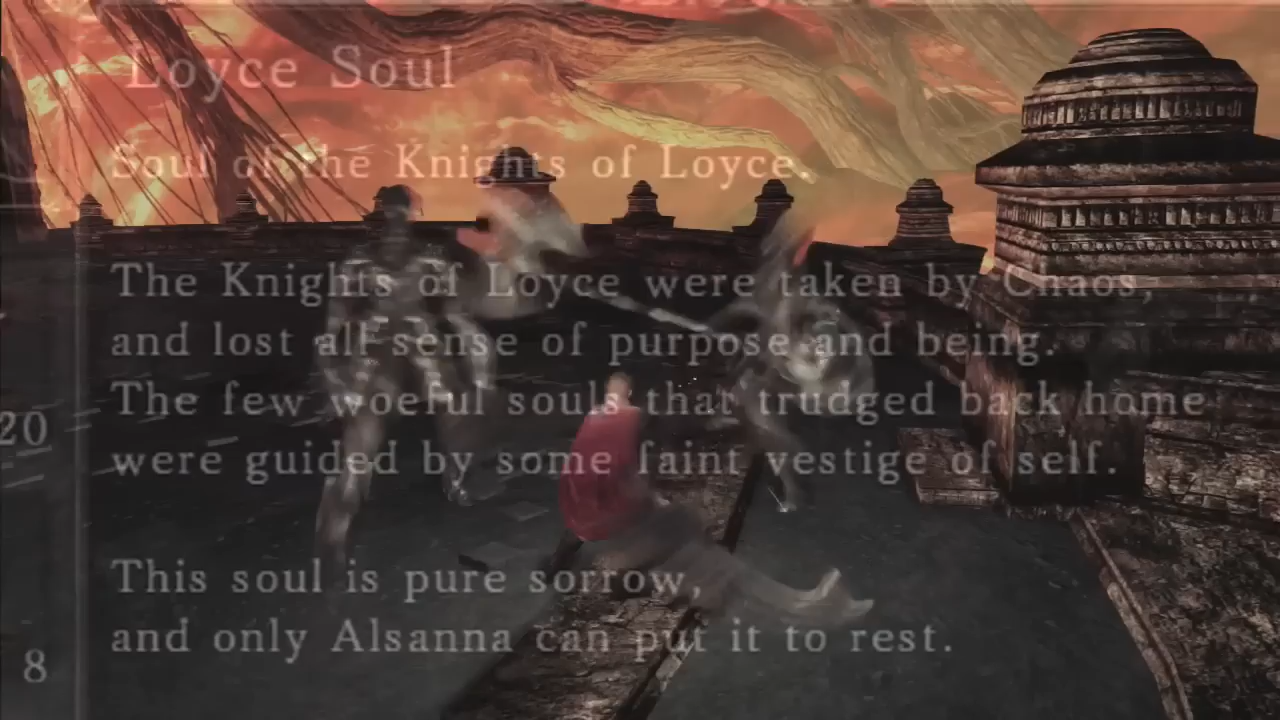 Loyce Soul
Soul of the Knights of Loyce.
The Knights of Loyce were taken by Chaos,
and lost all sense of purpose and being.
The few woeful souls that trudged back home
20
were guided by some faint vestige of self.
This soul is pure sorrow,
and only Alsanna can put it to rest.
8